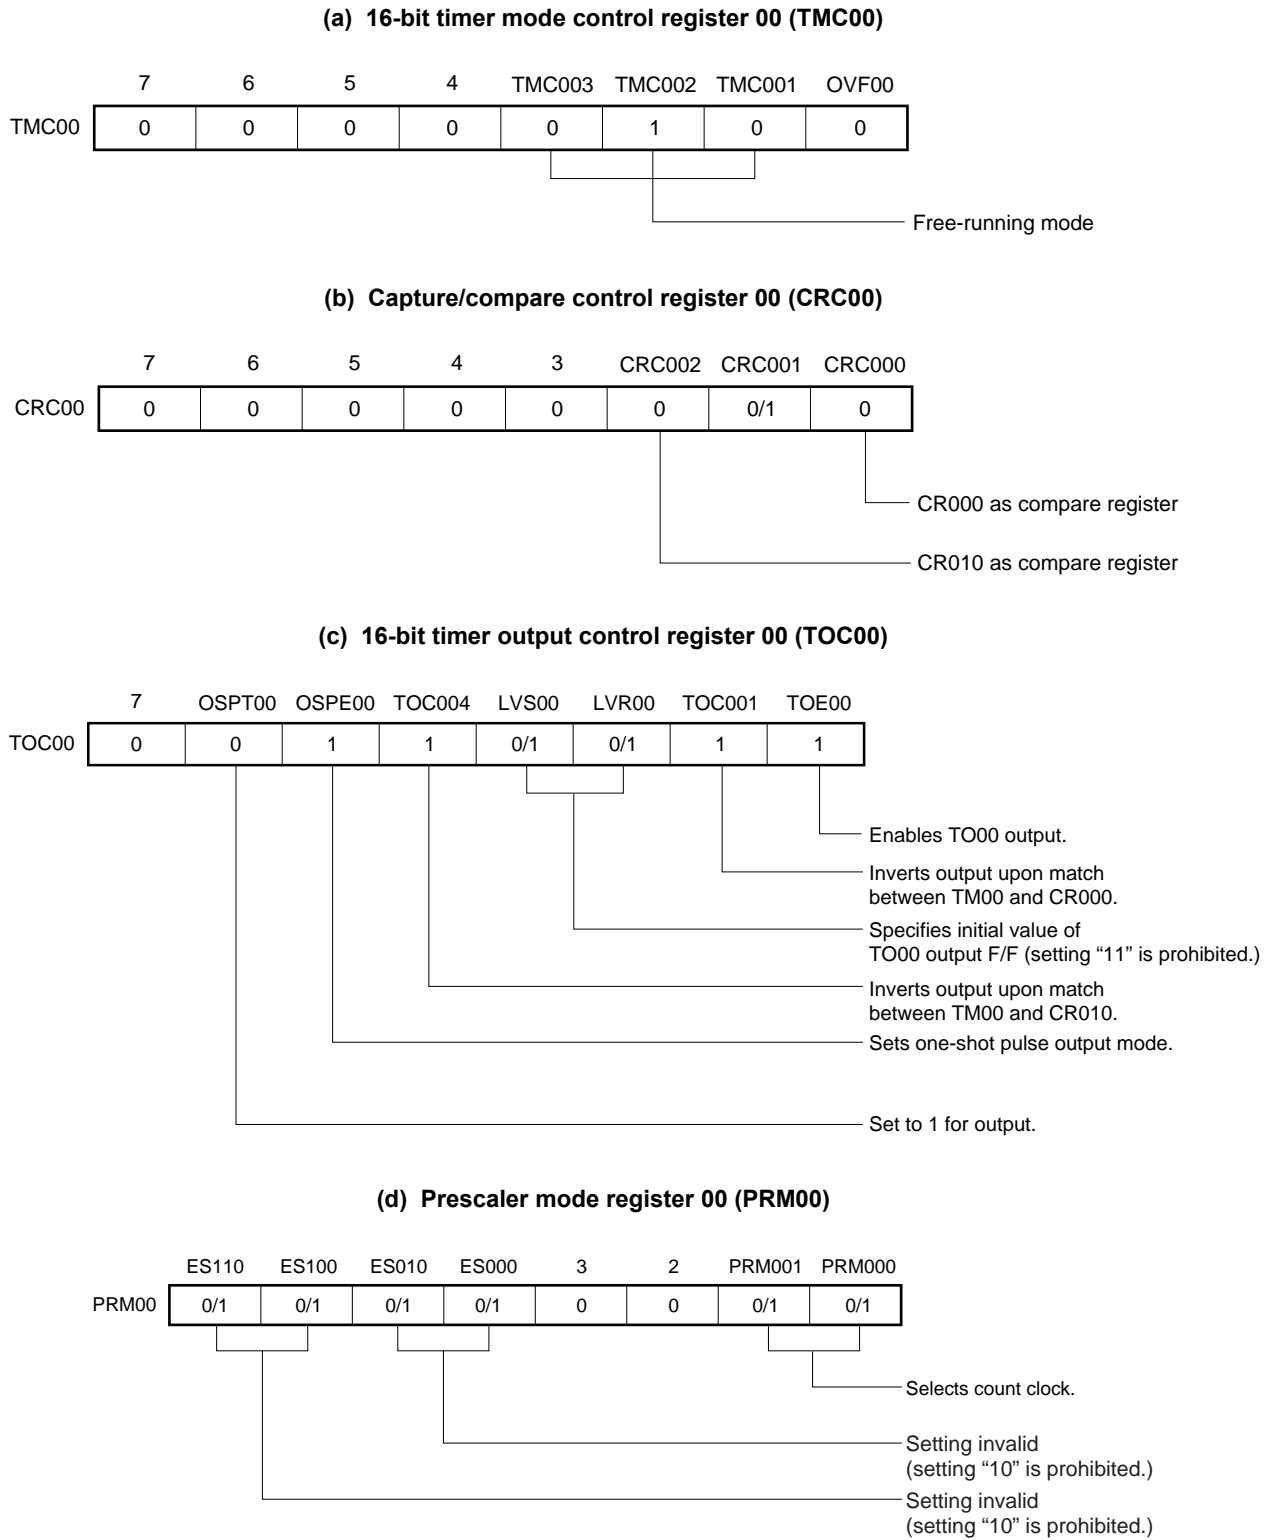 (a) 16-bit timer mode control register 00 (TMC00)
7 6 5 4 TMC003 TMC002 TMC001 OVF00
TMC00 0 0 0 0 0 1 0 0
Free-running mode
(b) Capture/compare control register 00 (CRC00)
7 6 5 4 3 CRC002 CRC001 CRC000
CRC00 0 0 0 0 0 0 0/1 0
CR000 as compare register
CR010 as compare register
(c) 16-bit timer output control register 00 (TOC00)
7 OSPT00 OSPE00 TOC004 LVS00 LVR00 TOC001 TOE00
TOC00 0 0 1 1 0/1 0/1 1 1
Enables TO00 output.
Inverts output upon match
between TM00 and CR000.
Specifies initial value of
TO00 output F/F (setting “11” is prohibited.)
Inverts output upon match
between TM00 and CR010.
Sets one-shot pulse output mode.
Set to 1 for output.
(d) Prescaler mode register 00 (PRM00)
ES110 ES100 ES010 ES000 3 2 PRM001 PRM000
PRM00 0/1 0/1 0/1 0/1 0 0 0/1 0/1
Selects count clock.
Setting invalid
(setting “10” is prohibited.)
Setting invalid
(setting “10” is prohibited.)